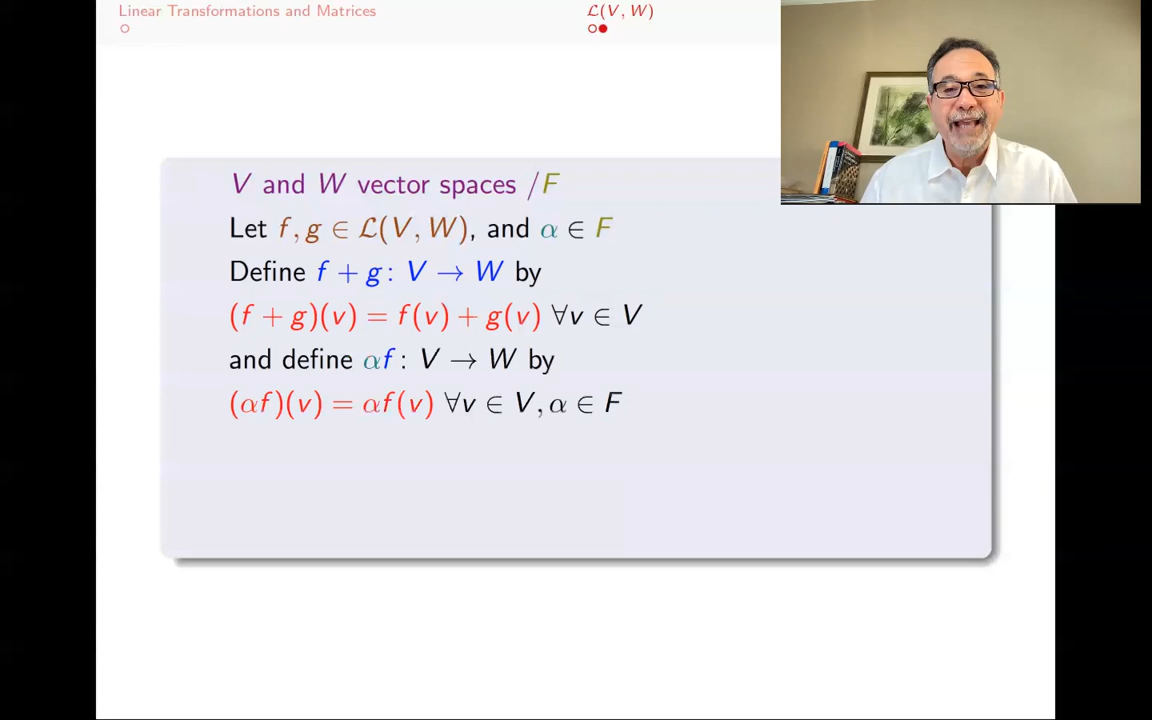 Linear Transformations and Matrices
ℒ(V, W)
V and W vector spaces /F
Let f, g ∈ ℒ(V, W), and α ∈ F
Define f + g : V → W by
(f + g)(v) = f(v) + g(v) ∀v ∈ V
and define αf : V → W by
(αf)(v) = αf(v) ∀v ∈ V, α ∈ F